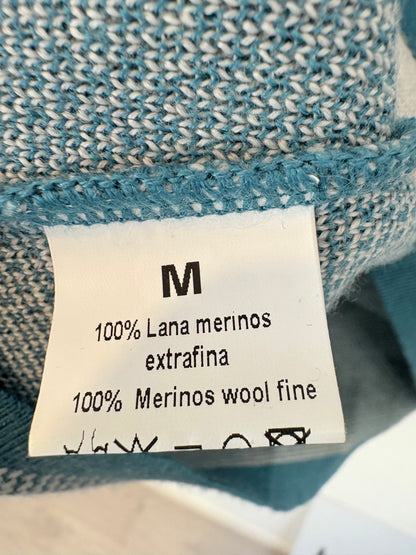 M
100% Lana merinos
extrafina
100% Merinos wool fine